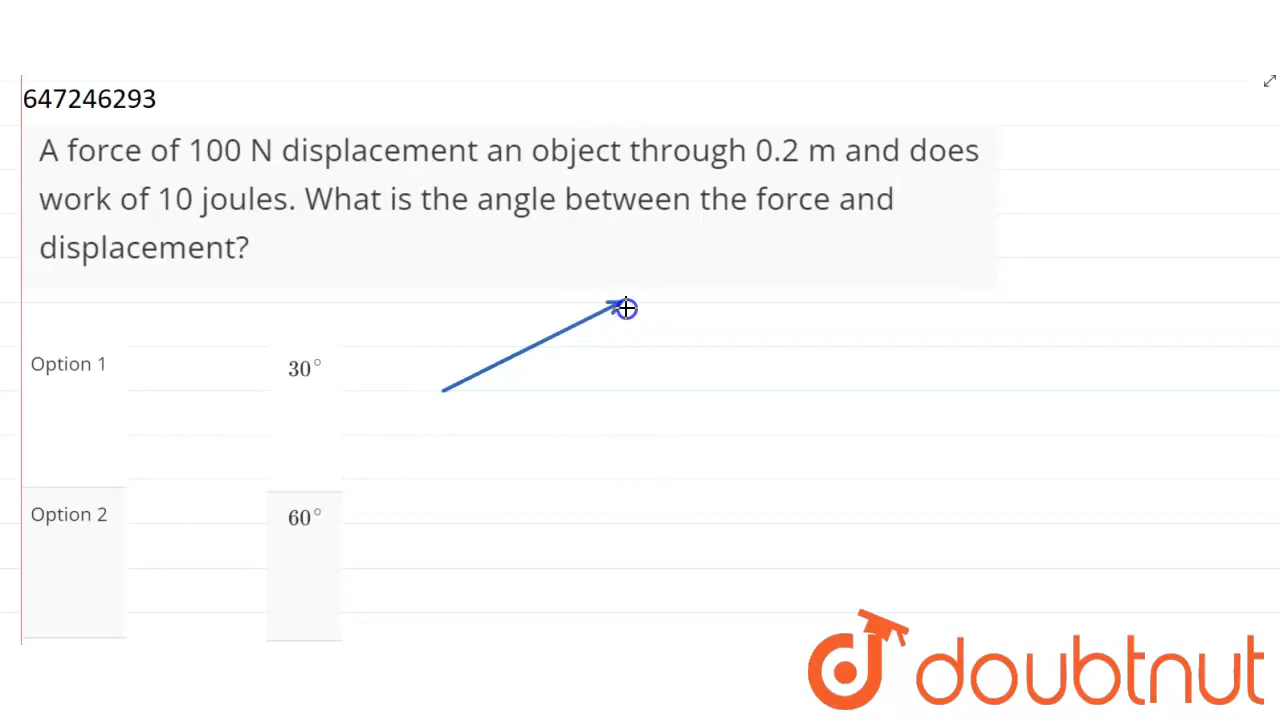 647246293
A force of 100 N displacement an object through 0.2 m and does
work of 10 joules. What is the angle between the force and
displacement?
Option 1 30°
Option 2 60°
doubtnut